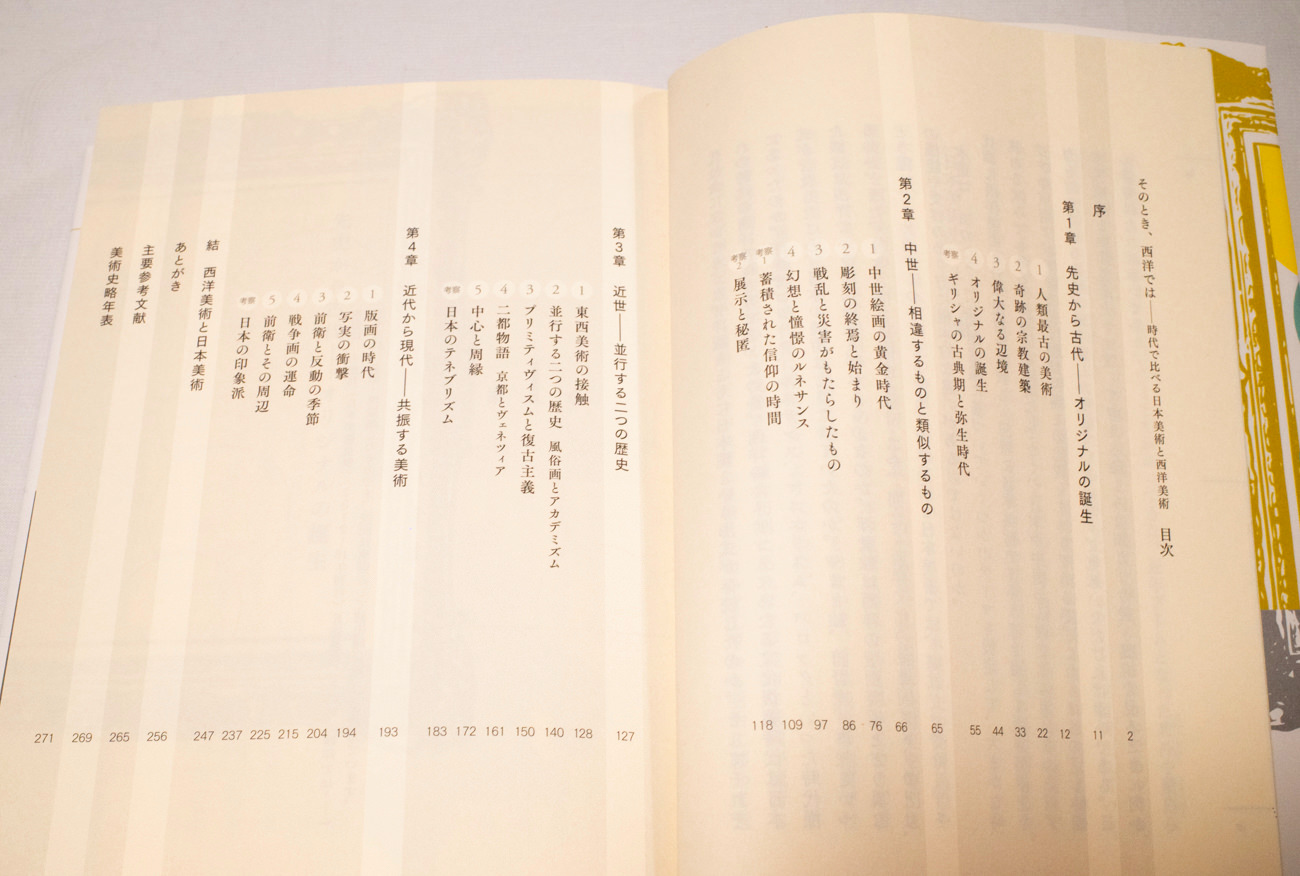 そのとき、西洋では――時代で比べる日本美術と西洋美術 目次
序 2
第1章 先史から古代――オリジナルの誕生 11
1 人類最古の美術 12
2 奇跡の宗教建築 22
3 偉大なる辺境 33
4 オリジナルの誕生 44
考察 ギリシャの古典期と弥生時代 55
第2章 中世――相違するものと類似するもの 65
1 中世絵画の黄金時代 66
2 彫刻の終焉と始まり 76
3 戦乱と災害がもたらしたもの 86
4 幻想と憧憬のルネサンス 97
考察1 蓄積された信仰の時間 109
考察2 展示と秘匿 118
第3章 近世――並行する二つの歴史 127
1 東西美術の接触 128
2 並行する二つの歴史 風俗画とアカデミズム 140
3 プリミティヴィスムと復古主義 150
4 二都物語 京都とヴェネツィア 161
5 中心と周縁 172
考察 日本のテネブリズム 183
第4章 近代から現代――共振する美術 193
1 版画の時代 194
2 写実の衝撃 204
3 前衛と反動の季節 215
4 戦争画の運命 225
5 前衛とその周辺 237
考察 日本の印象派 247
結 西洋美術と日本美術 256
あとがき 265
主要参考文献 269
美術史略年表 271